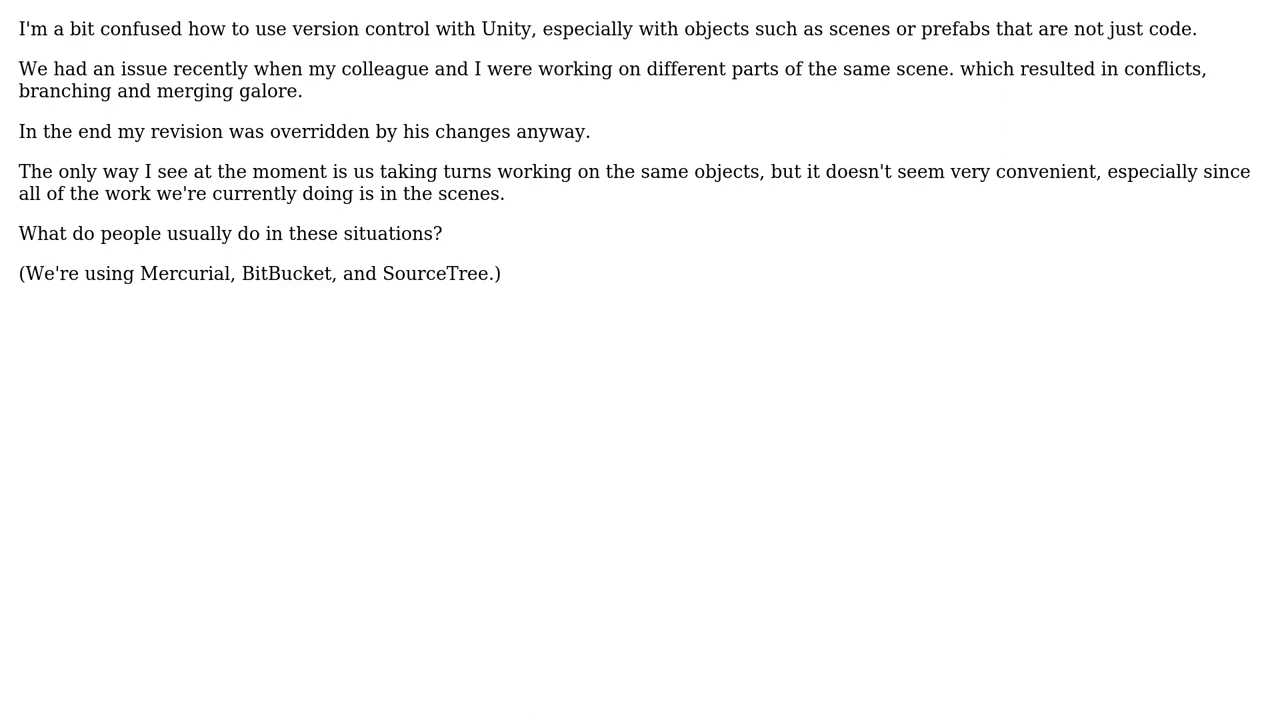 I'm a bit confused how to use version control with Unity, especially with objects such as scenes or prefabs that are not just code.
We had an issue recently when my colleague and I were working on different parts of the same scene. which resulted in conflicts,
branching and merging galore.
In the end my revision was overridden by his changes anyway.
The only way I see at the moment is us taking turns working on the same objects, but it doesn't seem very convenient, especially since
all of the work we're currently doing is in the scenes.
What do people usually do in these situations?
(We're using Mercurial, BitBucket, and SourceTree.)